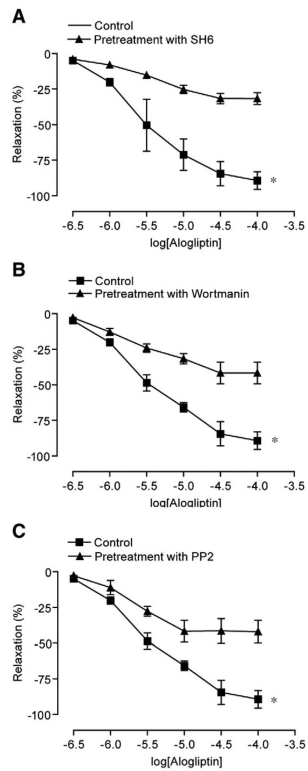 A
Control
Pretreatment with SH6
0
-25
-50
-75
-100
Relaxation (%)
*
-6.5 -6.0 -5.5 -5.0 -4.5 -4.0 -3.5
log[Alogliptin]
B
Control
Pretreatment with Wortmanin
0
-25
-50
-75
-100
Relaxation (%)
*
-6.5 -6.0 -5.5 -5.0 -4.5 -4.0 -3.5
log[Alogliptin]
C
Control
Pretreatment with PP2
0
-25
-50
-75
-100
Relaxation (%)
*
-6.5 -6.0 -5.5 -5.0 -4.5 -4.0 -3.5
log[Alogliptin]